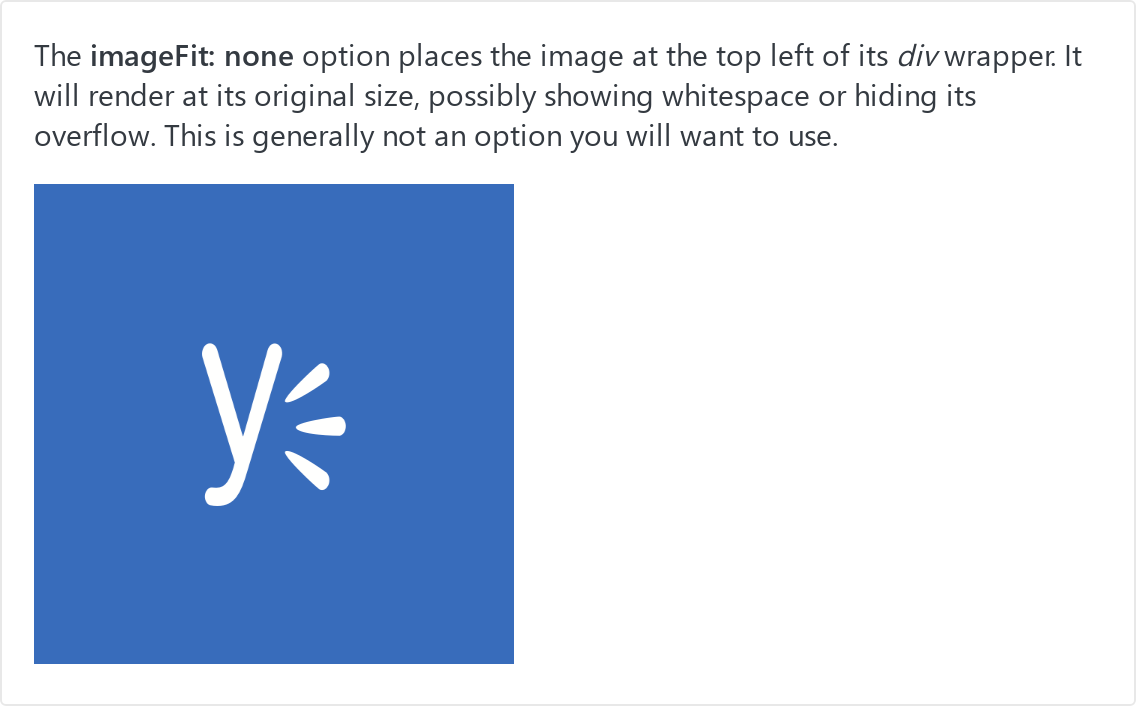 The imageFit: none option places the image at the top left of its div wrapper. It
will render at its original size, possibly showing whitespace or hiding its
overflow. This is generally not an option you will want to use.
y